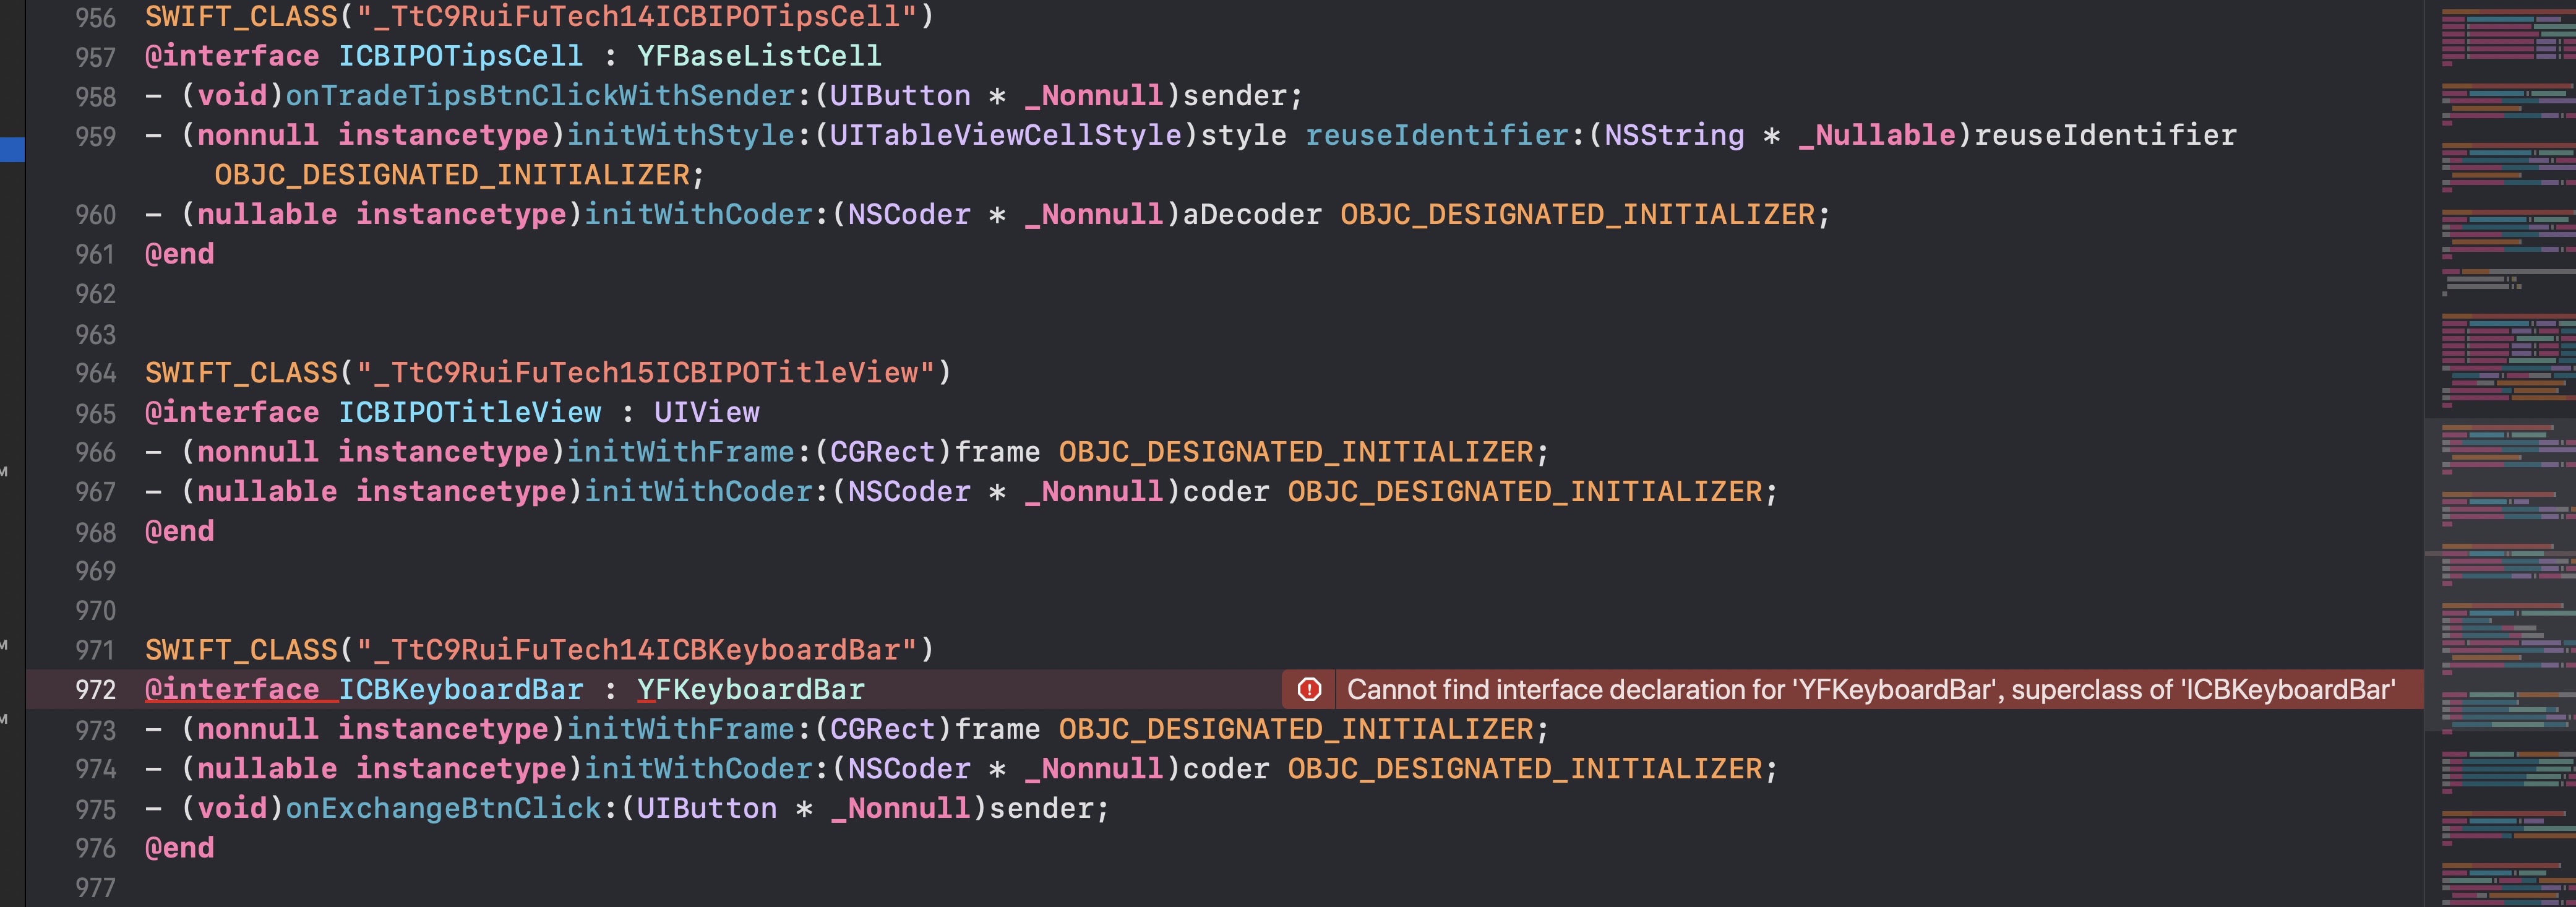 956 SWIFT_CLASS("_TtC9RuiFuTech14ICBIPOTipsCell")
957 @interface ICBIPOTipsCell : YFBaseListCell
958 - (void)onTradeTipsBtnClickWithSender:(UIButton * _Nonnull)sender;
959 - (nonnull instancetype)initWithStyle:(UITableViewCellStyle)style reuseIdentifier:(NSString * _Nullable)reuseIdentifier
OBJC_DESIGNATED_INITIALIZER;
960 - (nullable instancetype)initWithCoder:(NSCoder * _Nonnull)aDecoder OBJC_DESIGNATED_INITIALIZER;
961 @end
962
963
964 SWIFT_CLASS("_TtC9RuiFuTech15ICBIPOTitleView")
965 @interface ICBIPOTitleView : UIView
966 - (nonnull instancetype)initWithFrame:(CGRect)frame OBJC_DESIGNATED_INITIALIZER;
M
967 - (nullable instancetype)initWithCoder:(NSCoder * _Nonnull)coder OBJC_DESIGNATED_INITIALIZER;
968 @end
969
970
M
971 SWIFT_CLASS("_TtC9RuiFuTech14ICBKeyboardBar")
972 @interface ICBKeyboardBar : YFKeyboardBar Cannot find interface declaration for 'YFKeyboardBar', superclass of 'ICBKeyboardBar'
M
973 - (nonnull instancetype)initWithFrame:(CGRect)frame OBJC_DESIGNATED_INITIALIZER;
974 - (nullable instancetype)initWithCoder:(NSCoder * _Nonnull)coder OBJC_DESIGNATED_INITIALIZER;
975 - (void)onExchangeBtnClick:(UIButton * _Nonnull)sender;
976 @end
977